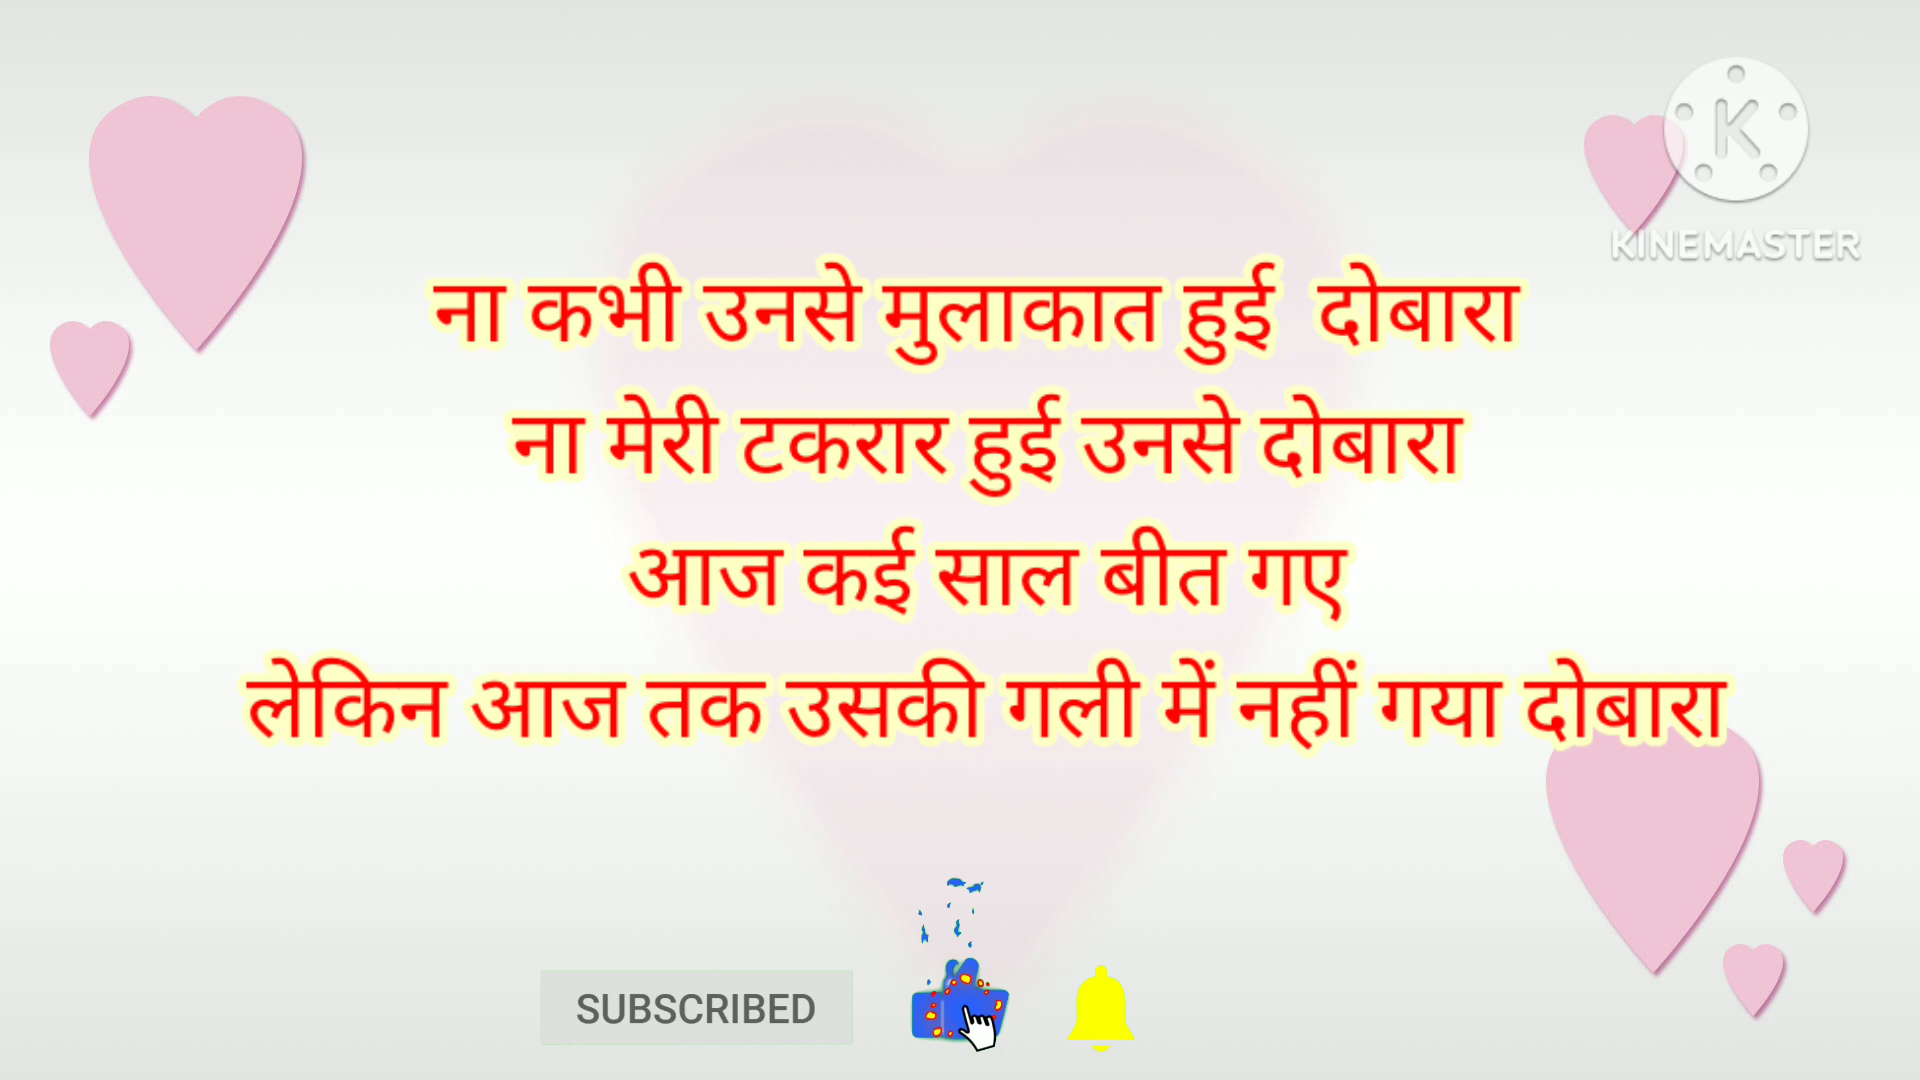 KINEMASTER
ना कभी उनसे मुलाकात हुई दोबारा
ना मेरी टकरार हुई उनसे दोबारा
आज कई साल बीत गए
लेकिन आज तक उसकी गली में नहीं गया दोबारा
SUBSCRIBED